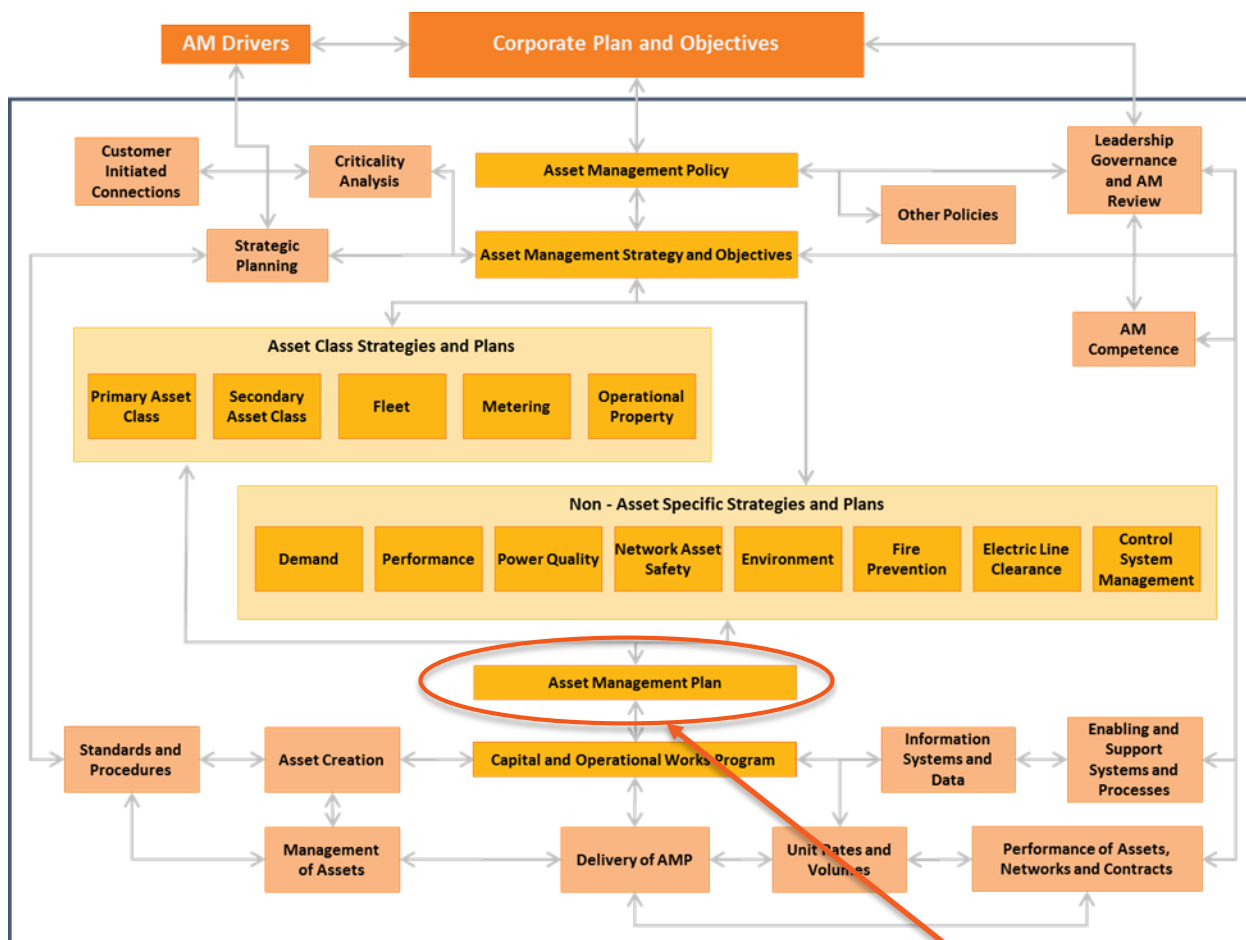 AM Drivers
Corporate Plan and Objectives
Customer
Initiated
Connections
Criticality
Analysis
Asset Management Policy
Leadership
Governance
and AM
Review
Other Policies
Strategic
Planning
Asset Management Strategy and Objectives
AM
Competence
Asset Class Strategies and Plans
Primary Asset
Class
Secondary
Asset Class
Fleet
Metering
Operational
Property
Non - Asset Specific Strategies and Plans
Demand
Performance
Power Quality
Network Asset
Safety
Environment
Fire
Prevention
Electric Line
Clearance
Control
System
Management
Asset Management Plan
Standards and
Procedures
Asset Creation
Capital and Operational Works Program
Information
Systems and
Data
Enabling and
Support
Systems and
Processes
Management
of Assets
Delivery of AMP
Unit Rates and
Volumes
Performance of Assets,
Networks and Contracts